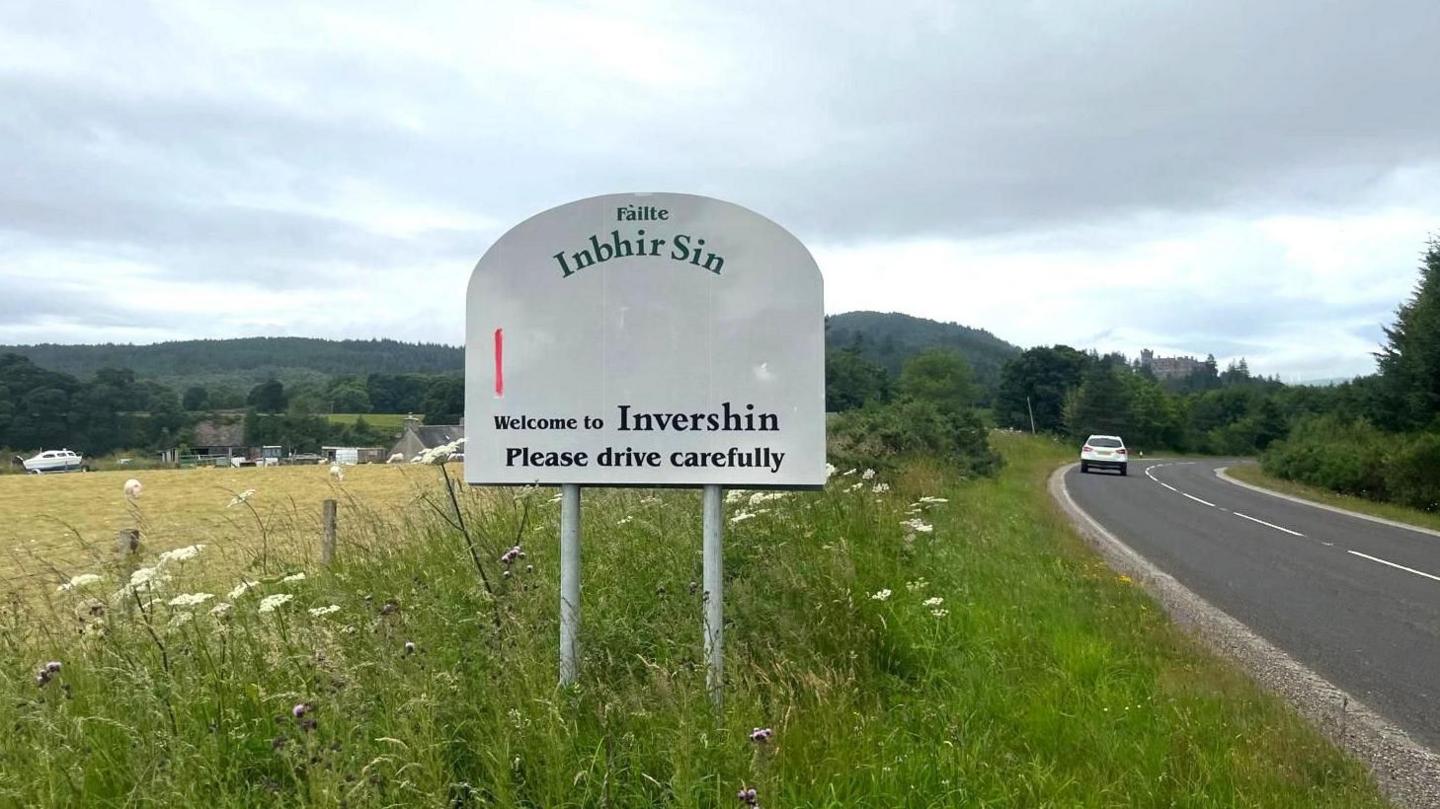 Fàilte
Inbhir Sin
Welcome to Invershin
Please drive carefully